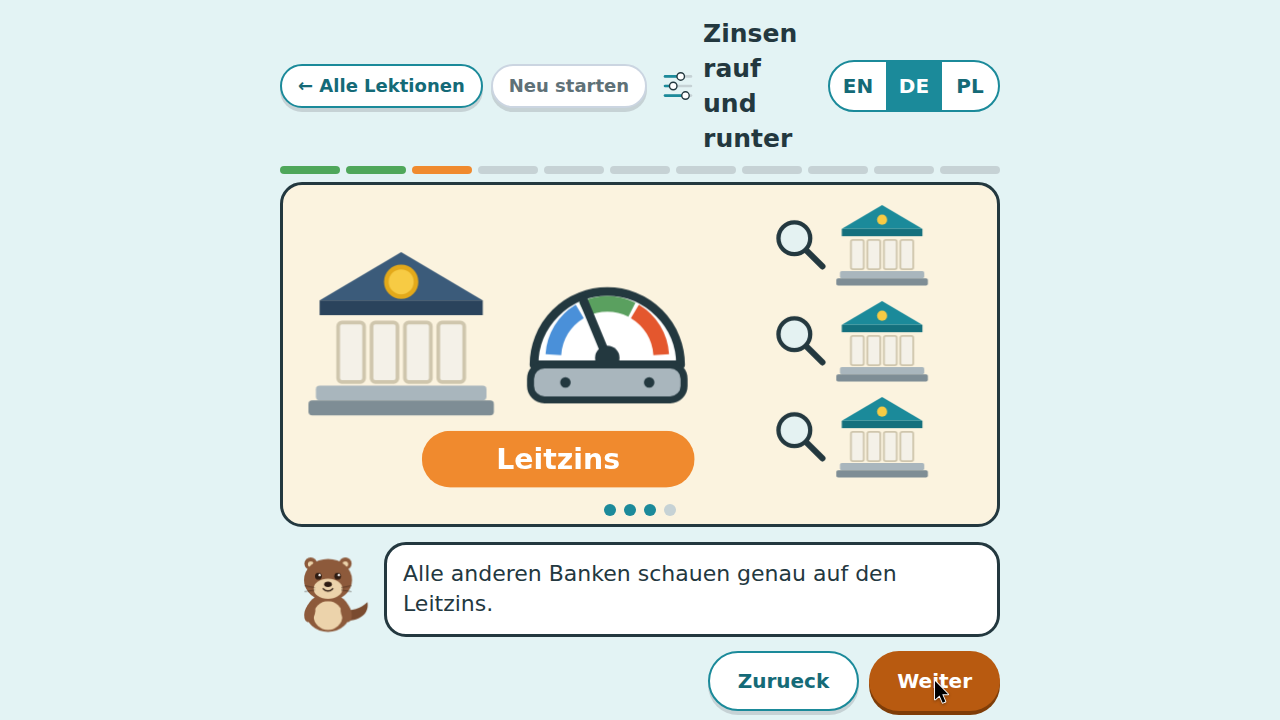 ← Alle Lektionen
Neu starten
Zinsen
rauf
und
runter
EN DE PL
Leitzins
Alle anderen Banken schauen genau auf den
Leitzins.
Zurueck
Weiter